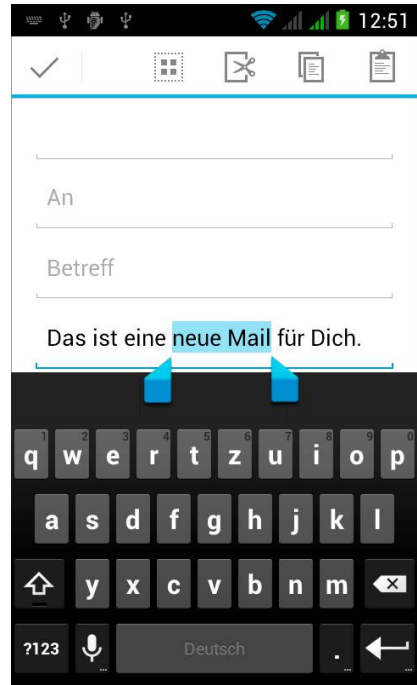 12:51
An
Betreff
Das ist eine neue Mail für Dich.
1 2 3 4 5 6 7 8 9 0
q w e r t z u i o p
a s d f g h j k l
y x c v b n m
?123 Deutsch . ...